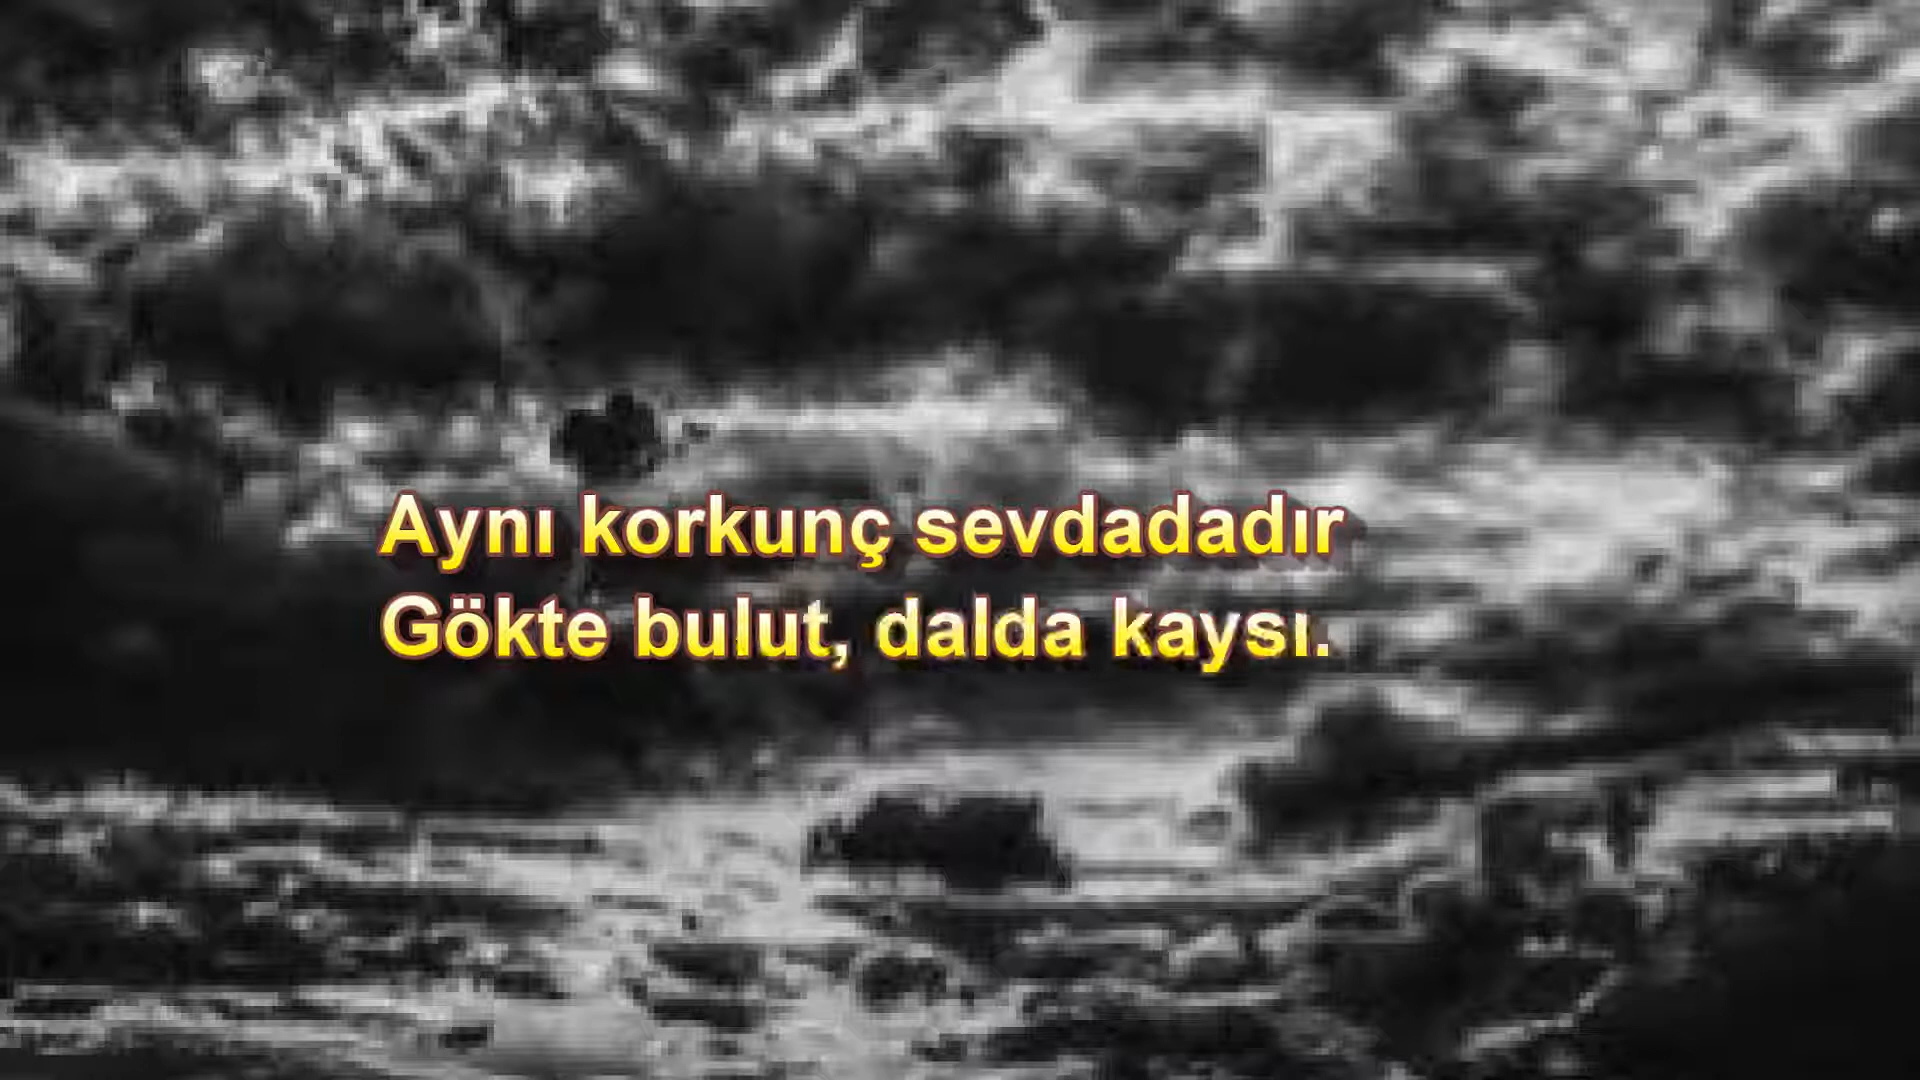 Aynı korkunç sevdadadır
Gökte bulut, dalda kaysı.